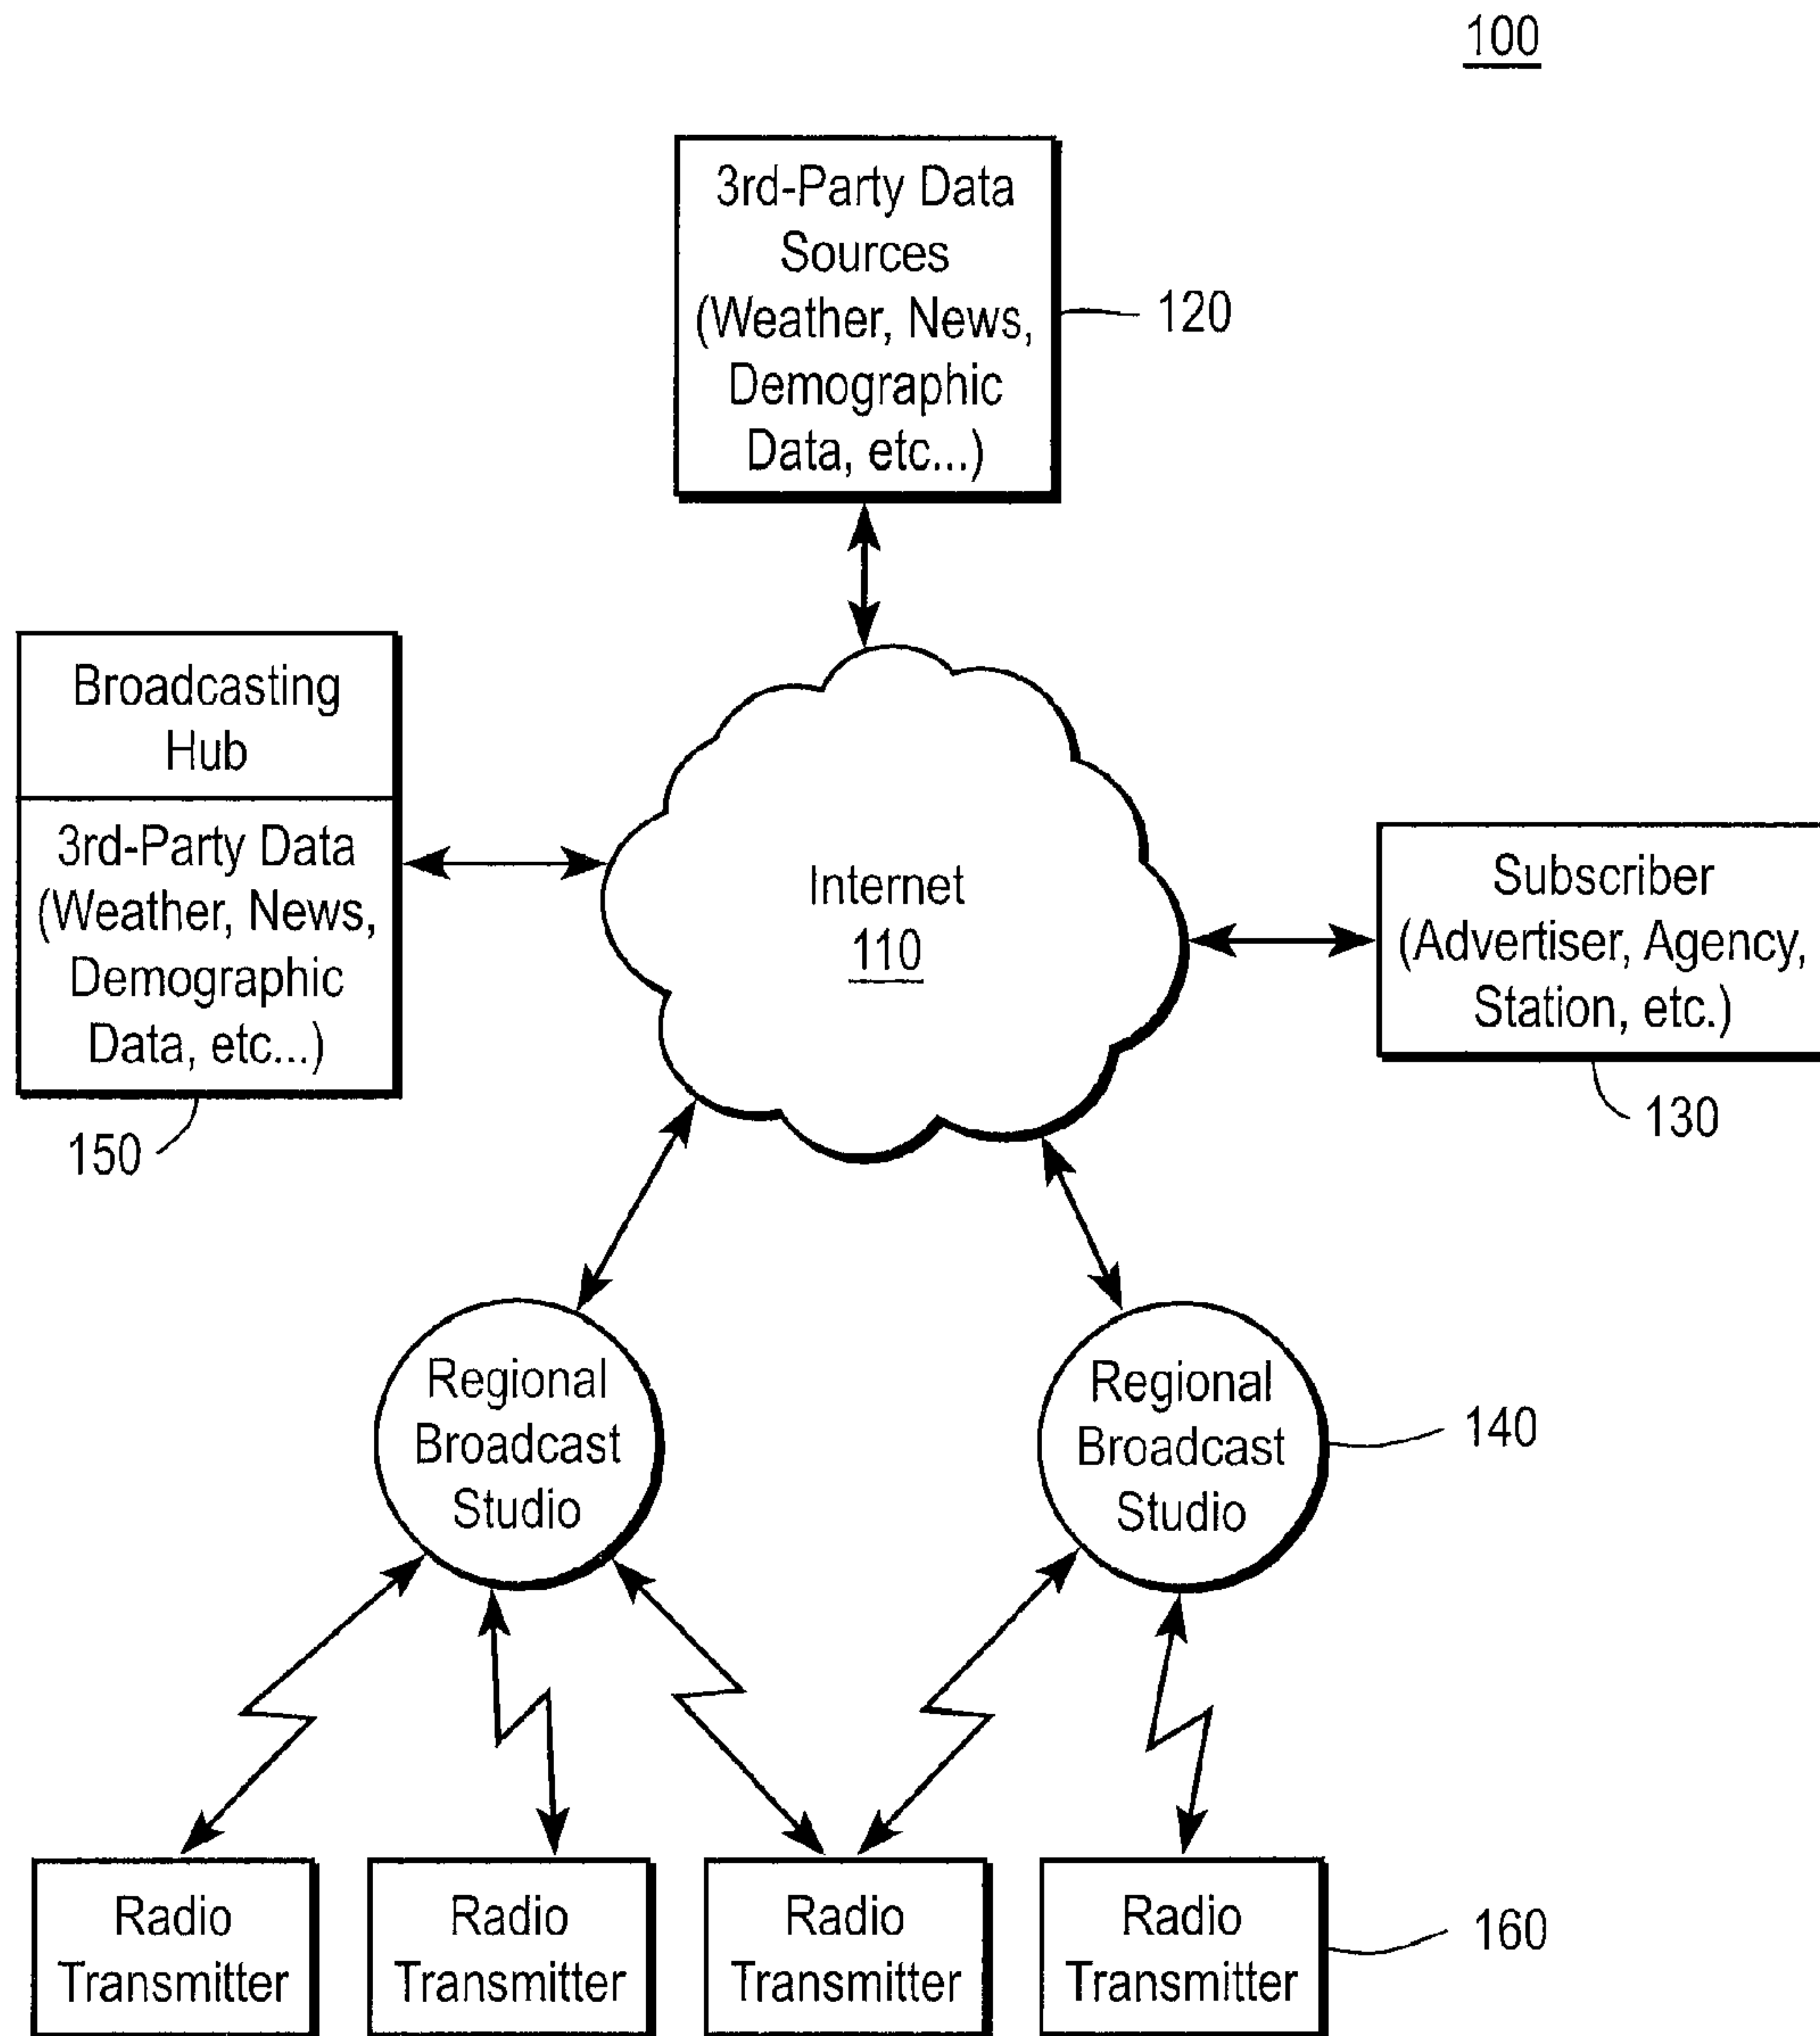 100
3rd-Party Data
Sources
(Weather, News,
Demographic
Data, etc...)
120
Broadcasting
Hub
3rd-Party Data
(Weather, News,
Demographic
Data, etc...)
150
Internet
110
Subscriber
(Advertiser, Agency,
Station, etc.)
130
Regional
Broadcast
Studio
Regional
Broadcast
Studio
140
Radio
Transmitter
Radio
Transmitter
Radio
Transmitter
Radio
Transmitter
160